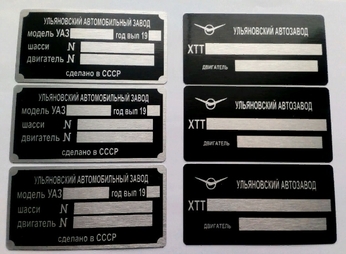 УЛЬЯНОВСКИЙ АВТОМОБИЛЬНЫЙ ЗАВОД
модель УАЗ год вып 19
шасси N
двигатель N
сделано в СССР
УЛЬЯНОВСКИЙ АВТОМОБИЛЬНЫЙ ЗАВОД
модель УАЗ год вып 19
шасси N
двигатель N
сделано в СССР
УЛЬЯНОВСКИЙ АВТОМОБИЛЬНЫЙ ЗАВОД
модель УАЗ год вып 19
шасси N
двигатель N
сделано в СССР
УЛЬЯНОВСКИЙ АВТОЗАВОД
ХТТ
ДВИГАТЕЛЬ
УЛЬЯНОВСКИЙ АВТОЗАВОД
ХТТ
ДВИГАТЕЛЬ
УЛЬЯНОВСКИЙ АВТОЗАВОД
ХТТ
ДВИГАТЕЛЬ